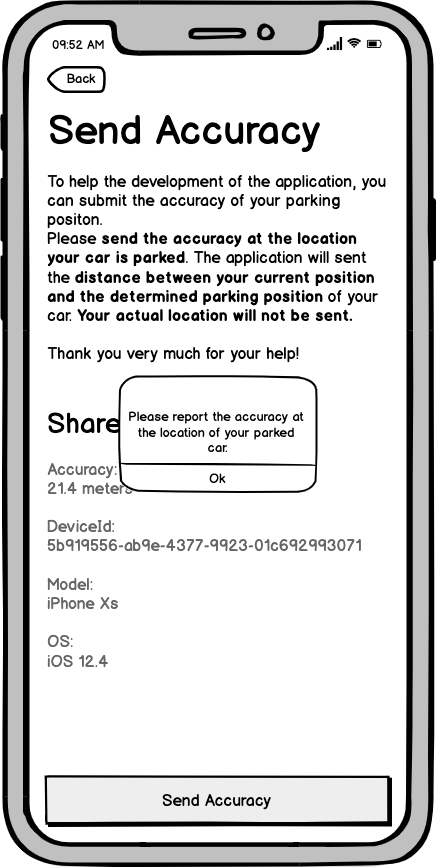 09:52 AM
Back
Send Accuracy
To help the development of the application, you
can submit the accuracy of your parking
positon.
Please send the accuracy at the location
your car is parked. The application will sent
the distance between your current position
and the determined parking position of your
car. Your actual location will not be sent.
Thank you very much for your help!
Share
Please report the accuracy at
the location of your parked
car.
Ok
Accuracy:
21.4 meters
DeviceId:
5b919556-ab9e-4377-9923-01c692993071
Model:
iPhone Xs
OS:
iOS 12.4
Send Accuracy